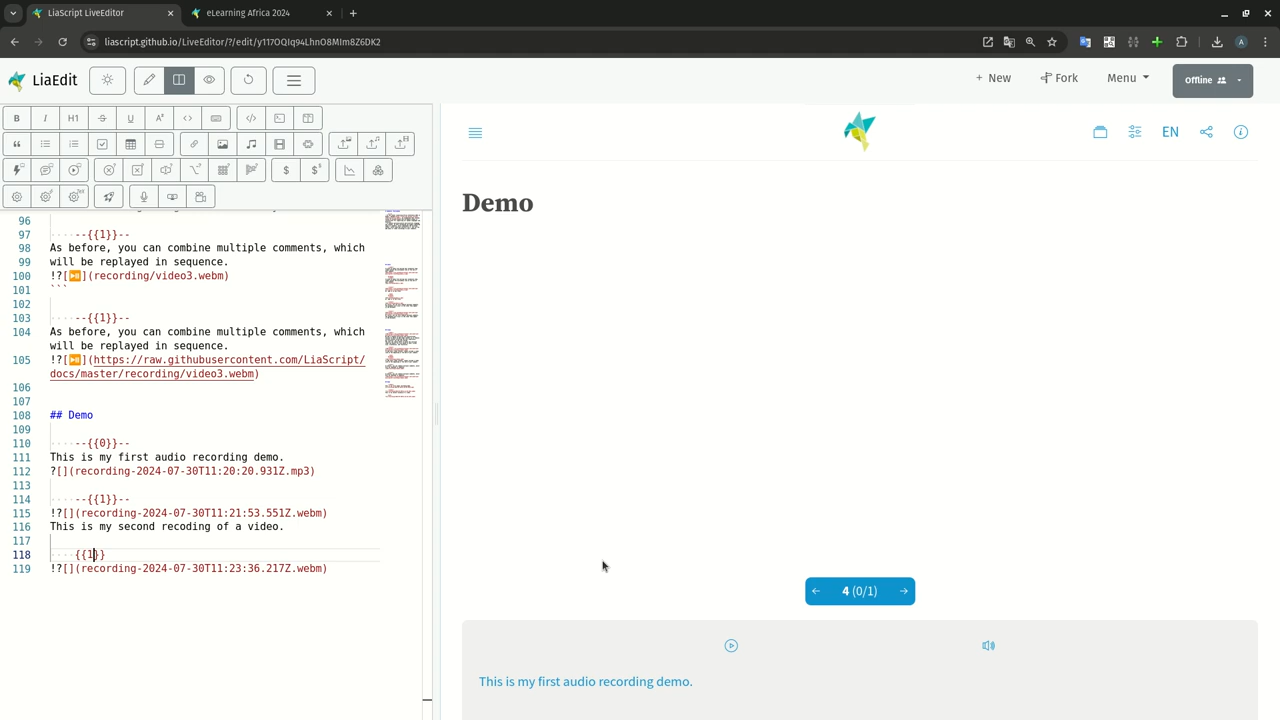 LiaScript LiveEditor
eLearning Africa 2024
liascript.github.io/LiveEditor/?/edit/y117OQIq94LhnO8MIm8Z6DK2
LiaEdit
New
Fork
Menu
Offline
B I H1 S U A
$ $
EN
96
97 --{{1}}--
98 As before, you can combine multiple comments, which
99 will be replayed in sequence.
100 !?[⏯️](recording/video3.webm)
101 ```
102
103 --{{1}}--
104 As before, you can combine multiple comments, which
will be replayed in sequence.
105 !?[⏯️](https://raw.githubusercontent.com/LiaScript/
docs/master/recording/video3.webm)
106
107
108 ## Demo
109
110 --{{0}}--
111 This is my first audio recording demo.
112 ?[](recording-2024-07-30T11:20:20.931Z.mp3)
113
114 --{{1}}--
115 !?[](recording-2024-07-30T11:21:53.551Z.webm)
116 This is my second recoding of a video.
117
118 {{1}}
119 !?[](recording-2024-07-30T11:23:36.217Z.webm)
Demo
4 (0/1)
This is my first audio recording demo.